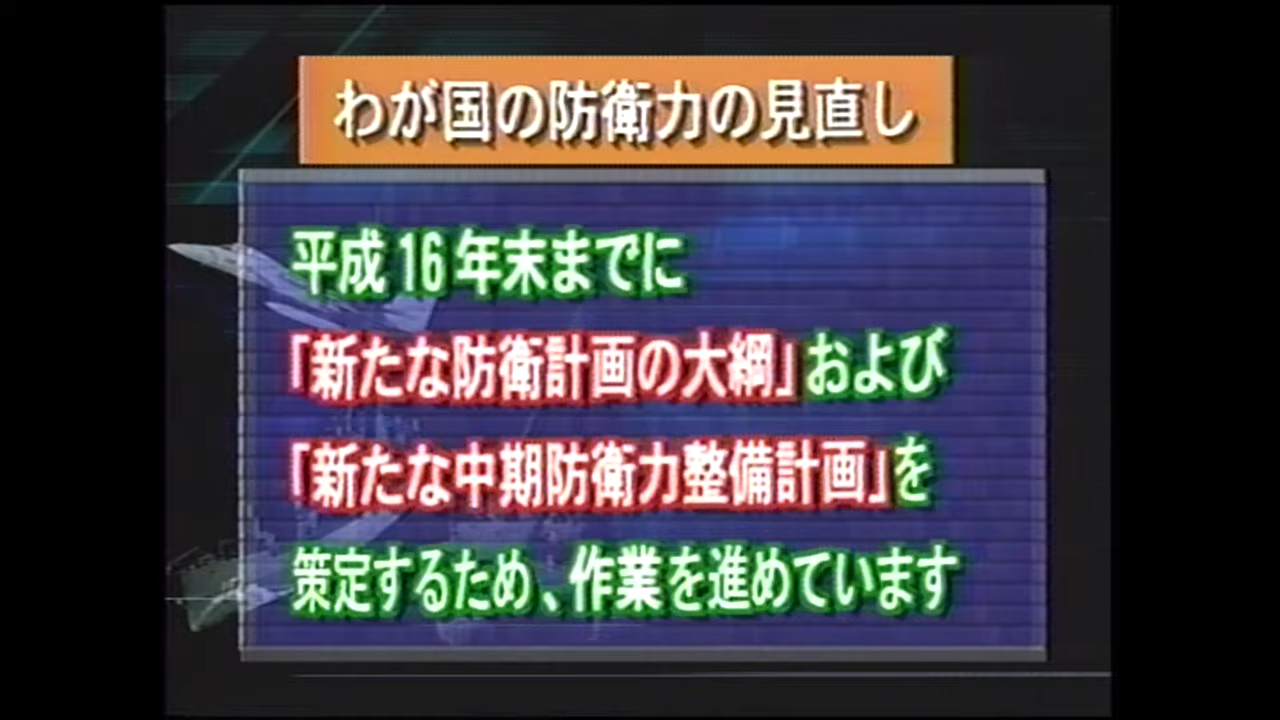 わが国の防衛力の見直し
平成16年末までに
「新たな防衛計画の大綱」および
「新たな中期防衛力整備計画」を
策定するため、作業を進めています